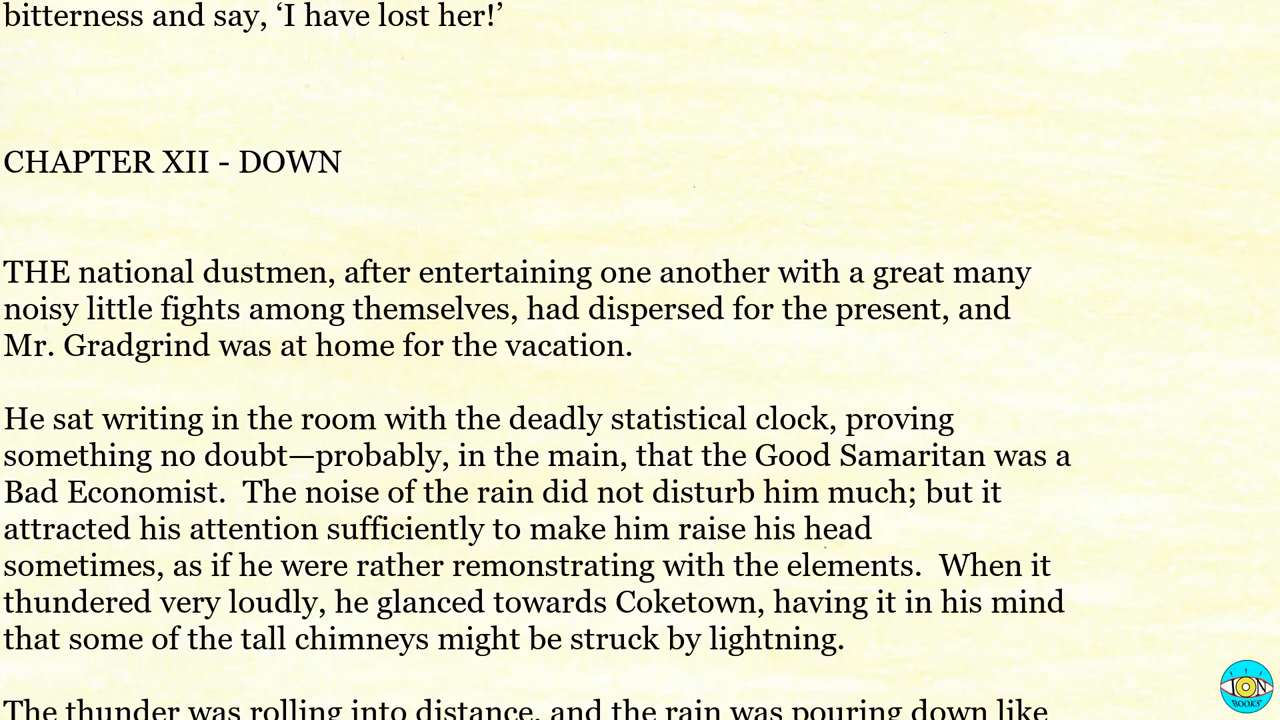 bitterness and say, ‘I have lost her!’
CHAPTER XII - DOWN
THE national dustmen, after entertaining one another with a great many
noisy little fights among themselves, had dispersed for the present, and
Mr. Gradgrind was at home for the vacation.
He sat writing in the room with the deadly statistical clock, proving
something no doubt—probably, in the main, that the Good Samaritan was a
Bad Economist.  The noise of the rain did not disturb him much; but it
attracted his attention sufficiently to make him raise his head
sometimes, as if he were rather remonstrating with the elements.  When it
thundered very loudly, he glanced towards Coketown, having it in his mind
that some of the tall chimneys might be struck by lightning.
The thunder was rolling into distance, and the rain was pouring down like
ION
BOOKS